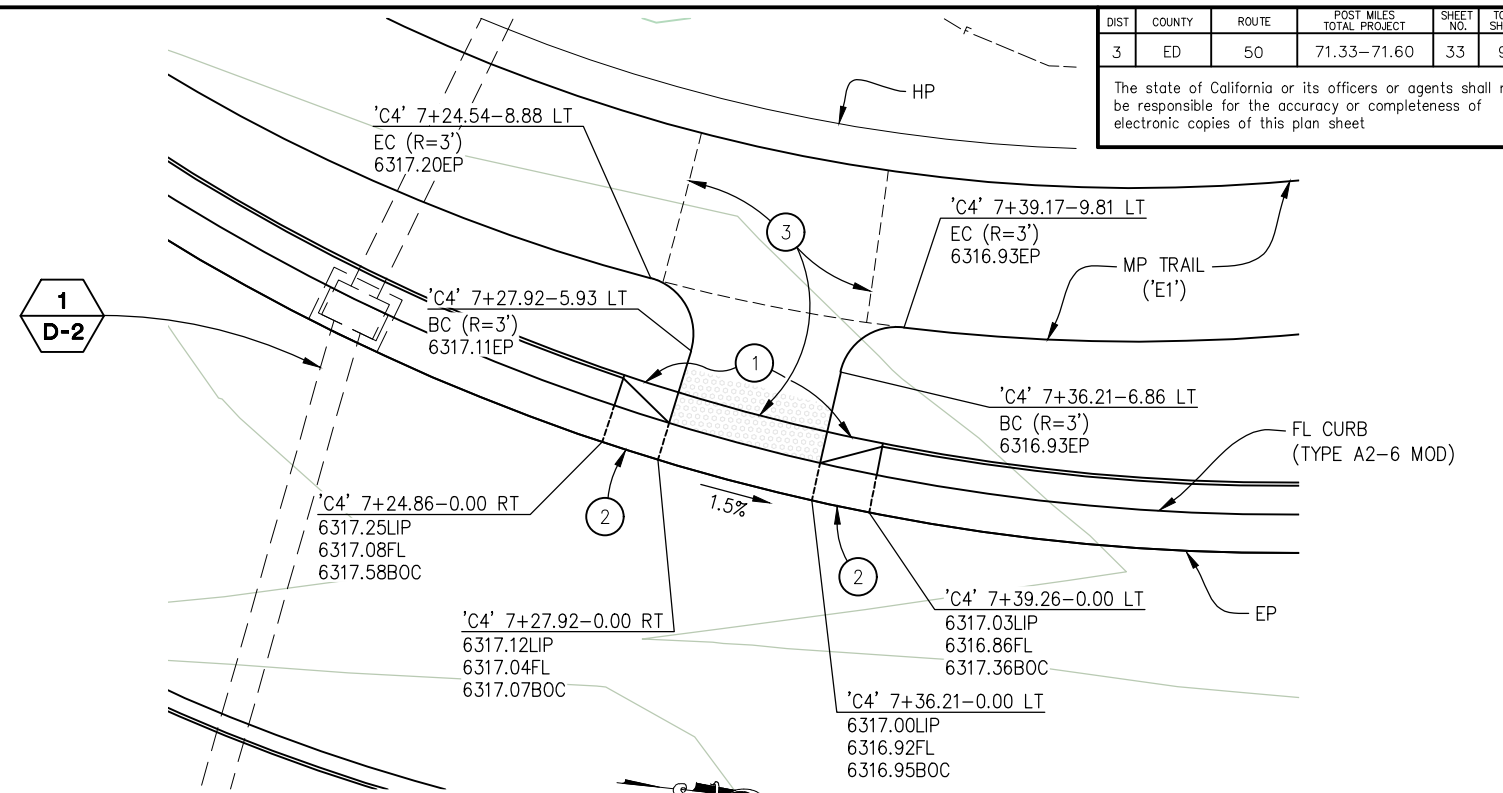 DIST COUNTY ROUTE POST MILES TOTAL PROJECT SHEET NO.
3 ED 50 71.33-71.60 33 9
The state of California or its officers or agents shall
be responsible for the accuracy or completeness of
electronic copies of this plan sheet
F
HP
'C4' 7+24.54-8.88 LT
EC (R=3')
6317.20EP
'C4' 7+39.17-9.81 LT
EC (R=3')
6316.93EP
3
MP TRAIL
('E1')
1
D-2
'C4' 7+27.92-5.93 LT
BC (R=3')
6317.11EP
1
'C4' 7+36.21-6.86 LT
BC (R=3')
6316.93EP
FL CURB
(TYPE A2-6 MOD)
'C4' 7+24.86-0.00 RT
6317.25LIP
6317.08FL
6317.58BOC
2
1.5%
2
'C4' 7+27.92-0.00 RT
6317.12LIP
6317.04FL
6317.07BOC
'C4' 7+39.26-0.00 LT
6317.03LIP
6316.86FL
6317.36BOC
EP
'C4' 7+36.21-0.00 LT
6317.00LIP
6316.92FL
6316.95BOC